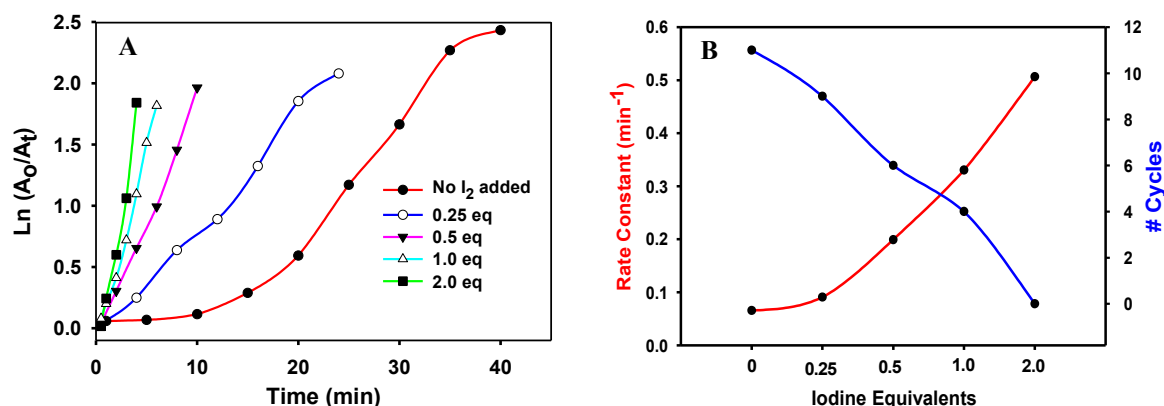 A
Ln (A₀/Aₜ)
2.5
2.0
1.5
1.0
0.5
0.0
No I₂ added
0.25 eq
0.5 eq
1.0 eq
2.0 eq
0 10 20 30 40
Time (min)
B
Rate Constant (min⁻¹)
0.6
0.5
0.4
0.3
0.2
0.1
0.0
12
10
8
6
4
2
0
# Cycles
0 0.25 0.5 1.0 2.0
Iodine Equivalents